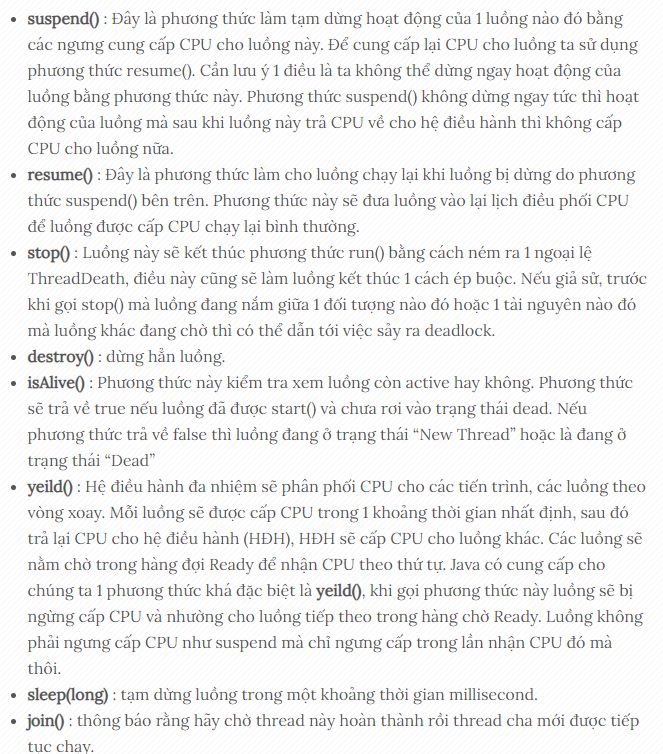 suspend() : Đây là phương thức làm tạm dừng hoạt động của 1 luồng nào đó bằng
các ngưng cung cấp CPU cho luồng này. Để cung cấp lại CPU cho luồng ta sử dụng
phương thức resume(). Cần lưu ý 1 điều là ta không thể dừng ngay hoạt động của
luồng bằng phương thức này. Phương thức suspend() không dừng ngay tức thì hoạt
động của luồng mà sau khi luồng này trả CPU về cho hệ điều hành thì không cấp
CPU cho luồng nữa.
resume() : Đây là phương thức làm cho luồng chạy lại khi luồng bị dừng do phương
thức suspend() bên trên. Phương thức này sẽ đưa luồng vào lại lịch điều phối CPU
để luồng được cấp CPU chạy lại bình thường.
stop() : Luồng này sẽ kết thúc phương thức run() bằng cách ném ra 1 ngoại lệ
ThreadDeath, điều này cũng sẽ làm luồng kết thúc 1 cách ép buộc. Nếu giả sử, trước
khi gọi stop() mà luồng đang nắm giữa 1 đối tượng nào đó hoặc 1 tài nguyên nào đó
mà luồng khác đang chờ thì có thể dẫn tới việc sảy ra deadlock.
destroy() : dừng hẳn luồng.
isAlive() : Phương thức này kiểm tra xem luồng còn active hay không. Phương thức
sẽ trả về true nếu luồng đã được start() và chưa rơi vào trạng thái dead. Nếu
phương thức trả về false thì luồng đang ở trạng thái “New Thread” hoặc là đang ở
trạng thái “Dead”
yeild() : Hệ điều hành đa nhiệm sẽ phân phối CPU cho các tiến trình, các luồng theo
vòng xoay. Mỗi luồng sẽ được cấp CPU trong 1 khoảng thời gian nhất định, sau đó
trả lại CPU cho hệ điều hành (HĐH), HĐH sẽ cấp CPU cho luồng khác. Các luồng sẽ
nằm chờ trong hàng đợi Ready để nhận CPU theo thứ tự. Java có cung cấp cho
chúng ta 1 phương thức khá đặc biệt là yeild(), khi gọi phương thức này luồng sẽ bị
ngừng cấp CPU và nhường cho luồng tiếp theo trong hàng chờ Ready. Luồng không
phải ngưng cấp CPU như suspend mà chỉ ngưng cấp trong lần nhận CPU đó mà
thôi.
sleep(long) : tạm dừng luồng trong một khoảng thời gian millisecond.
join() : thông báo rằng hãy chờ thread này hoàn thành rồi thread cha mới được tiếp
tục chạy.